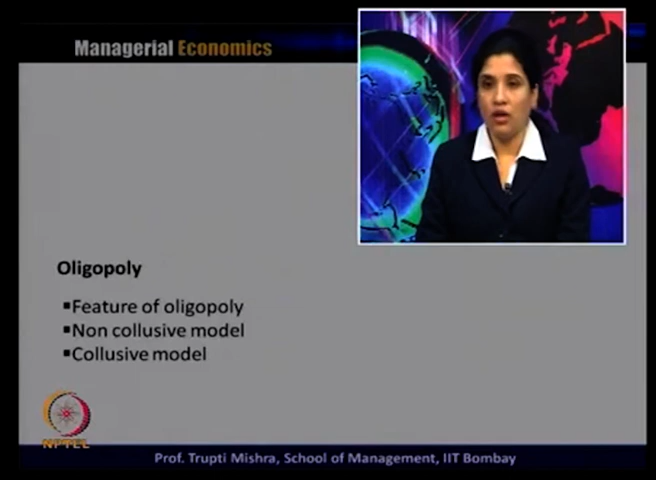 Managerial Economics
Oligopoly
▪Feature of oligopoly
▪Non collusive model
▪Collusive model
NPTEL
Prof. Trupti Mishra, School of Management, IIT Bombay